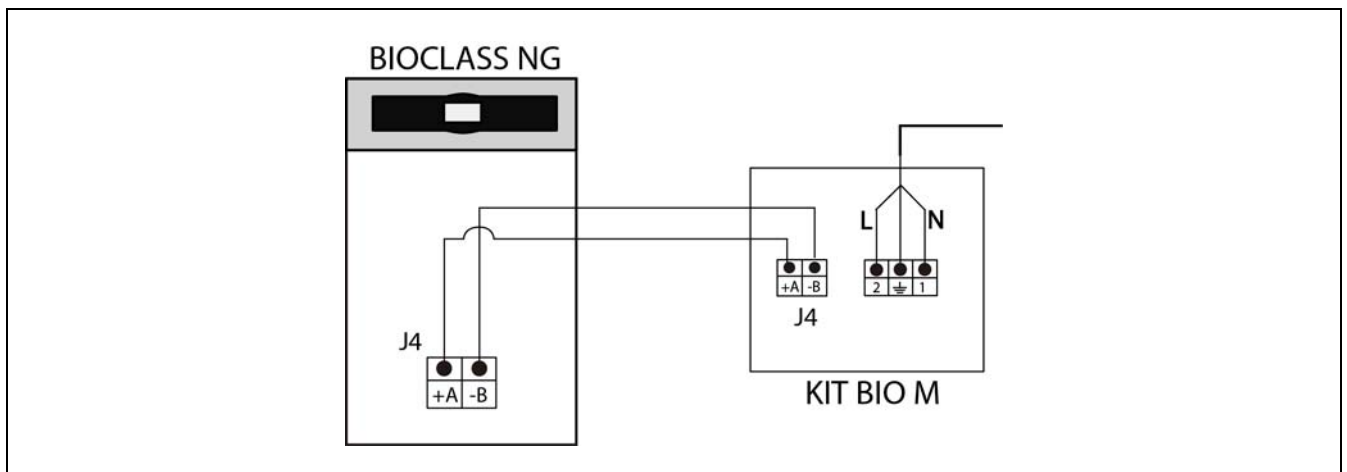 BIOCLASS NG
L N
+A -B
2 ⏚ 1
J4
J4
+A -B
KIT BIO M